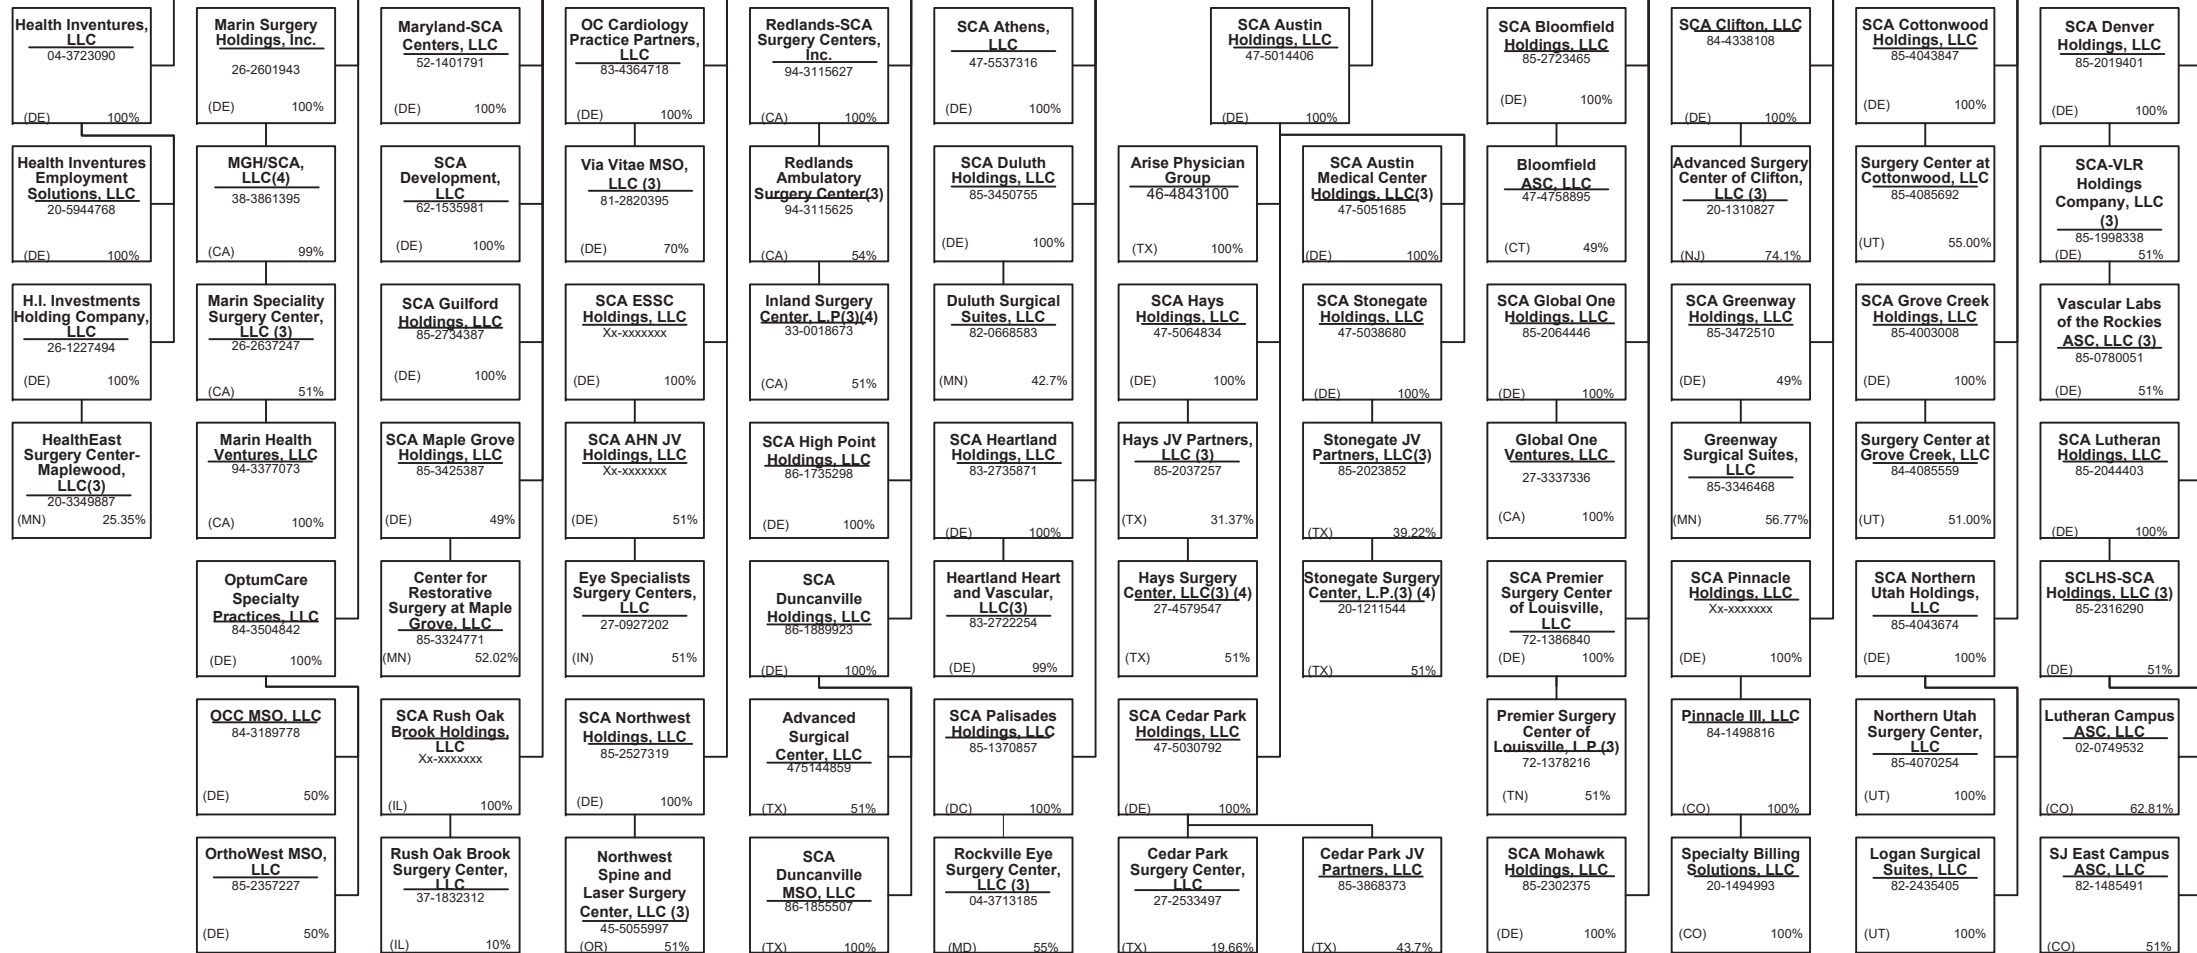 Health Inventures,
LLC
04-3723090
(DE) 100%
Marin Surgery
Holdings, Inc.
26-2601943
(DE) 100%
Maryland-SCA
Centers, LLC
52-1401791
(DE) 100%
OC Cardiology
Practice Partners,
LLC
83-4364718
(DE) 100%
Redlands-SCA
Surgery Centers,
Inc.
94-3115627
(CA) 100%
SCA Athens,
LLC
47-5537316
(DE) 100%
SCA Austin
Holdings, LLC
47-5014406
(DE) 100%
SCA Bloomfield
Holdings, LLC
85-2723465
(DE) 100%
SCA Clifton, LLC
84-4338108
(DE) 100%
SCA Cottonwood
Holdings, LLC
85-4043847
(DE) 100%
SCA Denver
Holdings, LLC
85-2019401
(DE) 100%
Health Inventures
Employment
Solutions, LLC
20-5944768
(DE) 100%
MGH/SCA,
LLC(4)
38-3861395
(CA) 99%
SCA
Development,
LLC
62-1535981
(DE) 100%
Via Vitae MSO,
LLC (3)
81-2820395
(DE) 70%
Redlands
Ambulatory
Surgery Center(3)
94-3115625
(CA) 54%
SCA Duluth
Holdings, LLC
85-3450755
(DE) 100%
Arise Physician
Group
46-4843100
(TX) 100%
SCA Austin
Medical Center
Holdings, LLC(3)
47-5051685
(DE) 100%
Bloomfield
ASC, LLC
47-4758895
(CT) 49%
Advanced Surgery
Center of Clifton,
LLC (3)
20-1310827
(NJ) 74.1%
Surgery Center at
Cottonwood, LLC
85-4085692
(UT) 55.00%
SCA-VLR
Holdings
Company, LLC
(3)
85-1998338
(DE) 51%
H.I. Investments
Holding Company,
LLC
26-1227494
(DE) 100%
Marin Speciality
Surgery Center,
LLC (3)
26-2637247
(CA) 51%
SCA Guilford
Holdings, LLC
85-2734387
(DE) 100%
SCA ESSC
Holdings, LLC
Xx-xxxxxxx
(DE) 100%
Inland Surgery
Center, L.P(3)(4)
33-0018673
(CA) 51%
Duluth Surgical
Suites, LLC
82-0668583
(MN) 42.7%
SCA Hays
Holdings, LLC
47-5064834
(DE) 100%
SCA Stonegate
Holdings, LLC
47-5038680
(DE) 100%
SCA Global One
Holdings, LLC
85-2064446
(DE) 100%
SCA Greenway
Holdings, LLC
85-3472510
(DE) 49%
SCA Grove Creek
Holdings, LLC
85-4003008
(DE) 100%
Vascular Labs
of the Rockies
ASC, LLC (3)
85-0780051
(DE) 51%
HealthEast
Surgery Center-
Maplewood,
LLC(3)
20-3349887
(MN) 25.35%
Marin Health
Ventures, LLC
94-3377073
(CA) 100%
SCA Maple Grove
Holdings, LLC
85-3425387
(DE) 49%
SCA AHN JV
Holdings, LLC
Xx-xxxxxxx
(DE) 51%
SCA High Point
Holdings, LLC
86-1735298
(DE) 100%
SCA Heartland
Holdings, LLC
83-2735871
(DE) 100%
Hays JV Partners,
LLC (3)
85-2037257
(TX) 31.37%
Stonegate JV
Partners, LLC(3)
85-2023852
(TX) 39.22%
Global One
Ventures, LLC
27-3337336
(CA) 100%
Greenway
Surgical Suites,
LLC
85-3346468
(MN) 56.77%
Surgery Center at
Grove Creek, LLC
84-4085559
(UT) 51.00%
SCA Lutheran
Holdings, LLC
85-2044403
(DE) 100%
OptumCare
Specialty
Practices, LLC
84-3504842
(DE) 100%
Center for
Restorative
Surgery at Maple
Grove, LLC
85-3324771
(MN) 52.02%
Eye Specialists
Surgery Centers,
LLC
27-0927202
(IN) 51%
SCA
Duncanville
Holdings, LLC
86-1889923
(DE) 100%
Heartland Heart
and Vascular,
LLC(3)
83-2722254
(DE) 99%
Hays Surgery
Center, LLC(3) (4)
27-4579547
(TX) 51%
Stonegate Surgery
Center, L.P.(3) (4)
20-1211544
(TX) 51%
SCA Premier
Surgery Center
of Louisville,
LLC
72-1386840
(DE) 100%
SCA Pinnacle
Holdings, LLC
Xx-xxxxxxx
(DE) 100%
SCA Northern
Utah Holdings,
LLC
85-4043674
(DE) 100%
SCLHS-SCA
Holdings, LLC (3)
85-2316290
(DE) 51%
OCC MSO, LLC
84-3189778
(DE) 50%
SCA Rush Oak
Brook Holdings,
LLC
Xx-xxxxxxx
(IL) 100%
SCA Northwest
Holdings, LLC
85-2527319
(DE) 100%
Advanced
Surgical
Center, LLC
475144859
(TX) 51%
SCA Palisades
Holdings, LLC
85-1370857
(DC) 100%
SCA Cedar Park
Holdings, LLC
47-5030792
(DE) 100%
Premier Surgery
Center of
Louisville, L.P (3)
72-1378216
(TN) 51%
Pinnacle III, LLC
84-1498816
(CO) 100%
Northern Utah
Surgery Center,
LLC
85-4070254
(UT) 100%
Lutheran Campus
ASC, LLC
02-0749532
(CO) 62.81%
OrthoWest MSO,
LLC
85-2357227
(DE) 50%
Rush Oak Brook
Surgery Center,
LLC
37-1832312
(IL) 10%
Northwest
Spine and
Laser Surgery
Center, LLC (3)
45-5055997
(OR) 51%
SCA
Duncanville
MSO, LLC
86-1855507
(TX) 100%
Rockville Eye
Surgery Center,
LLC (3)
04-3713185
(MD) 55%
Cedar Park
Surgery Center,
LLC
27-2533497
(TX) 19.66%
Cedar Park JV
Partners, LLC
85-3868373
(TX) 43.7%
SCA Mohawk
Holdings, LLC
85-2302375
(DE) 100%
Specialty Billing
Solutions, LLC
20-1494993
(CO) 100%
Logan Surgical
Suites, LLC
82-2435405
(UT) 100%
SJ East Campus
ASC, LLC
82-1485491
(CO) 51%